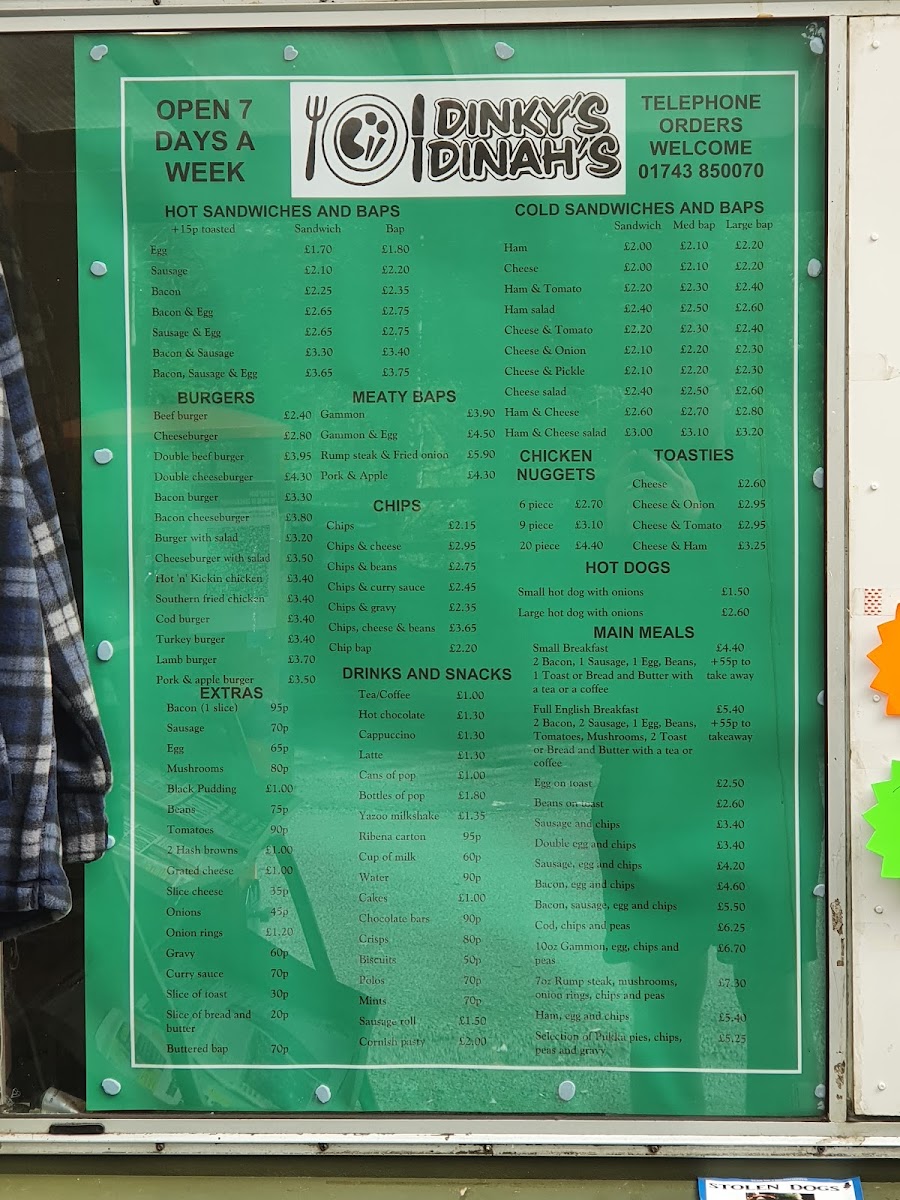 OPEN 7
DAYS A
WEEK
DINKY'S
DINAH'S
TELEPHONE
ORDERS
WELCOME
01743 850070
HOT SANDWICHES AND BAPS
+15p toasted Sandwich Bap
Egg £1.70 £1.80
Sausage £2.10 £2.20
Bacon £2.25 £2.35
Bacon & Egg £2.65 £2.75
Sausage & Egg £2.65 £2.75
Bacon & Sausage £3.30 £3.40
Bacon, Sausage & Egg £3.65 £3.75
COLD SANDWICHES AND BAPS
Sandwich Med bap Large bap
Ham £2.00 £2.10 £2.20
Cheese £2.00 £2.10 £2.20
Ham & Tomato £2.20 £2.30 £2.40
Ham salad £2.40 £2.50 £2.60
Cheese & Tomato £2.20 £2.30 £2.40
Cheese & Onion £2.10 £2.20 £2.30
Cheese & Pickle £2.10 £2.20 £2.30
Cheese salad £2.40 £2.50 £2.60
Ham & Cheese £2.60 £2.70 £2.80
Ham & Cheese salad £3.00 £3.10 £3.20
BURGERS
Beef burger £2.40
Cheeseburger £2.80
Double beef burger £3.95
Double cheeseburger £4.30
Bacon burger £3.30
Bacon cheeseburger £3.80
Burger with salad £3.20
Cheeseburger with salad £3.50
Hot 'n' Kickin chicken £3.40
Southern fried chicken £3.40
Cod burger £3.40
Turkey burger £3.40
Lamb burger £3.70
Pork & apple burger £3.50
EXTRAS
Bacon (1 slice) 95p
Sausage 70p
Egg 65p
Mushrooms 80p
Black Pudding £1.00
Beans 75p
Tomatoes 90p
2 Hash browns £1.00
Grated cheese £1.00
Slice cheese 35p
Onions 45p
Onion rings £1.20
Gravy 60p
Curry sauce 70p
Slice of toast 30p
Slice of bread and 20p
butter
Buttered bap 70p
MEATY BAPS
Gammon £3.90
Gammon & Egg £4.50
Rump steak & Fried onion £5.90
Pork & Apple £4.30
CHIPS
Chips £2.15
Chips & cheese £2.95
Chips & beans £2.75
Chips & curry sauce £2.45
Chips & gravy £2.35
Chips, cheese & beans £3.65
Chip bap £2.20
DRINKS AND SNACKS
Tea/Coffee £1.00
Hot chocolate £1.30
Cappuccino £1.30
Latte £1.30
Cans of pop £1.00
Bottles of pop £1.80
Yazoo milkshake £1.35
Ribena carton 95p
Cup of milk 60p
Water 90p
Cakes £1.00
Chocolate bars 90p
Crisps 80p
Biscuits 50p
Polos 70p
Mints 70p
Sausage roll £1.50
Cornish pasty £2.00
CHICKEN
NUGGETS
6 piece £2.70
9 piece £3.10
20 piece £4.40
TOASTIES
Cheese £2.60
Cheese & Onion £2.95
Cheese & Tomato £2.95
Cheese & Ham £3.25
HOT DOGS
Small hot dog with onions £1.50
Large hot dog with onions £2.60
MAIN MEALS
Small Breakfast £4.40
2 Bacon, 1 Sausage, 1 Egg, Beans, +55p to
1 Toast or Bread and Butter with take away
a tea or a coffee
Full English Breakfast £5.40
2 Bacon, 2 Sausage, 1 Egg, Beans, +55p to
Tomatoes, Mushrooms, 2 Toast takeaway
or Bread and Butter with a tea or
coffee
Egg on toast £2.50
Beans on toast £2.60
Sausage and chips £3.40
Double egg and chips £3.40
Sausage, egg and chips £4.20
Bacon, egg and chips £4.60
Bacon, sausage, egg and chips £5.50
Cod, chips and peas £6.25
10oz Gammon, egg, chips and £6.70
peas
7oz Rump steak, mushrooms, £7.30
onion rings, chips and peas
Ham, egg and chips £5.40
Selection of Pukka pies, chips, £5.25
peas and gravy
STOLEN DOGS